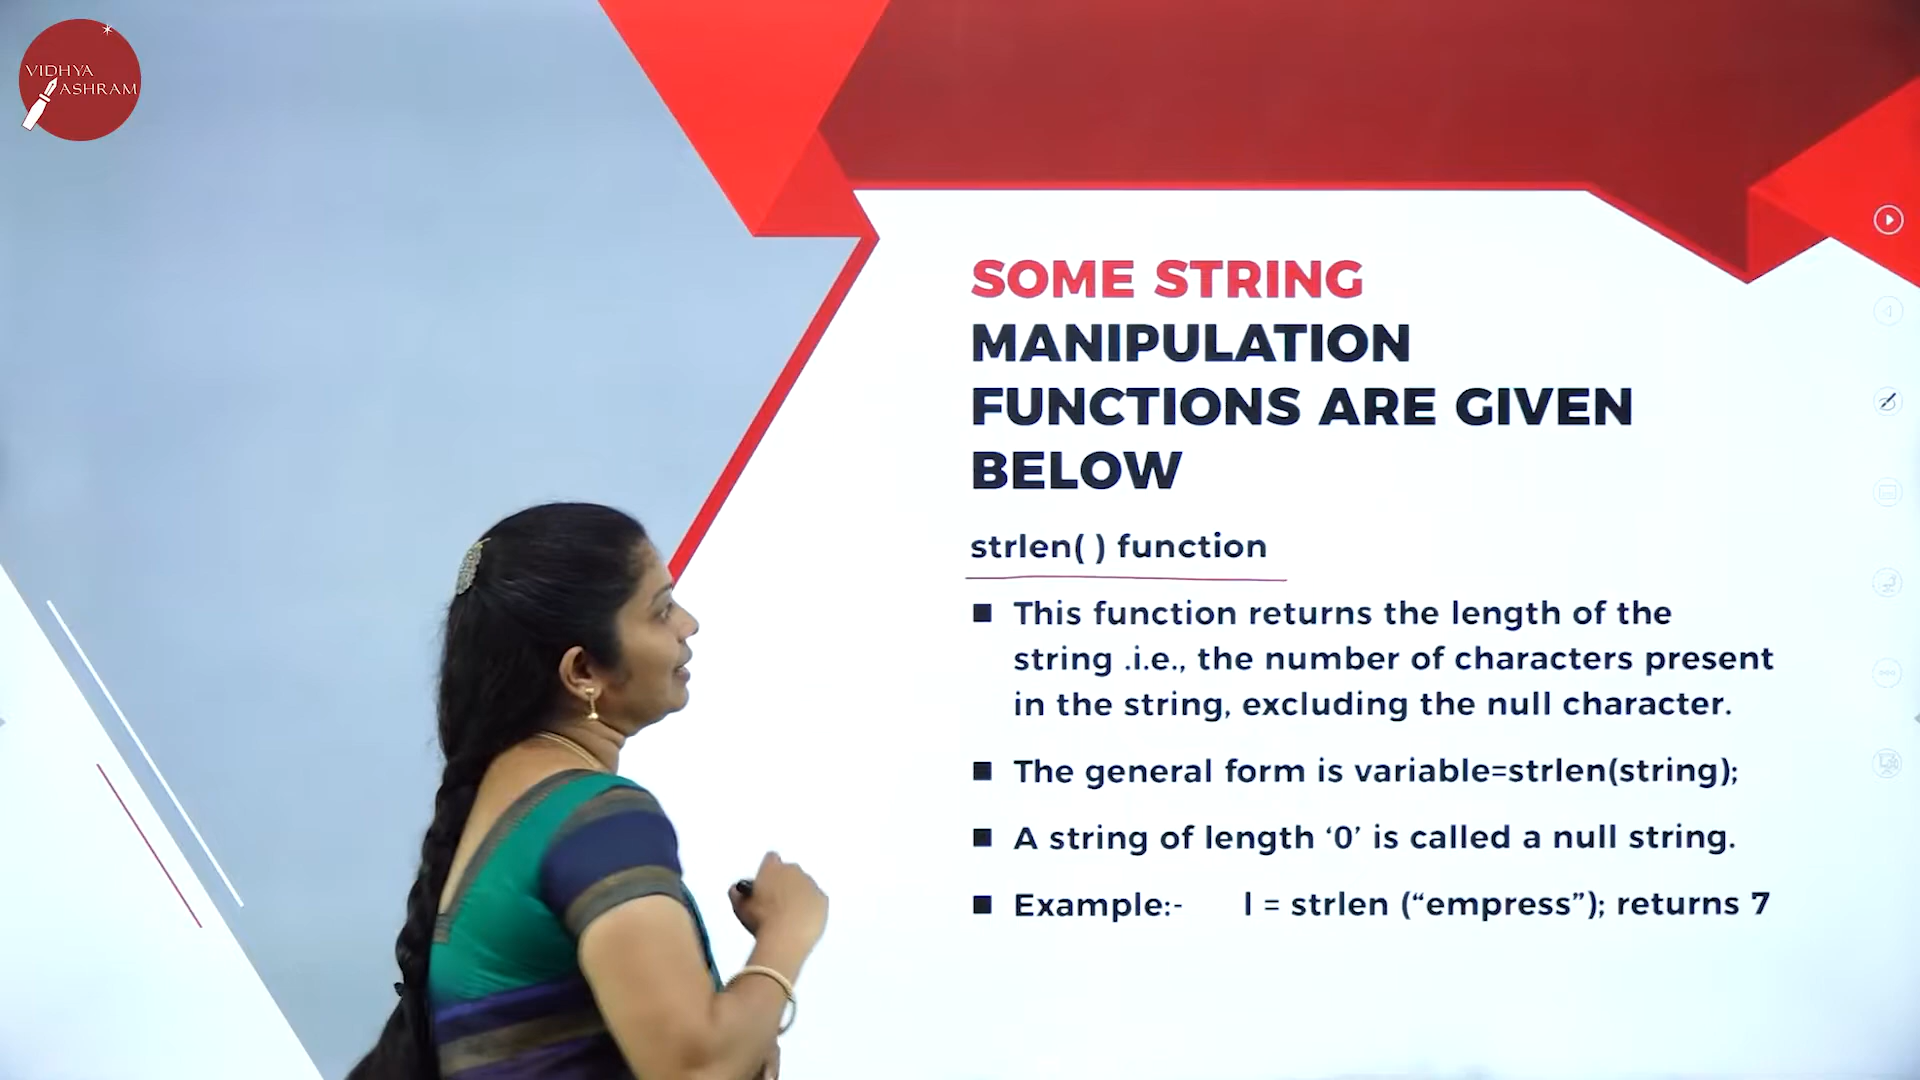 VIDHYA
ASHRAM
SOME STRING
MANIPULATION
FUNCTIONS ARE GIVEN
BELOW
strlen( ) function
■ This function returns the length of the
string .i.e., the number of characters present
in the string, excluding the null character.
■ The general form is variable=strlen(string);
■ A string of length ‘0’ is called a null string.
■ Example:- l = strlen (“empress”); returns 7